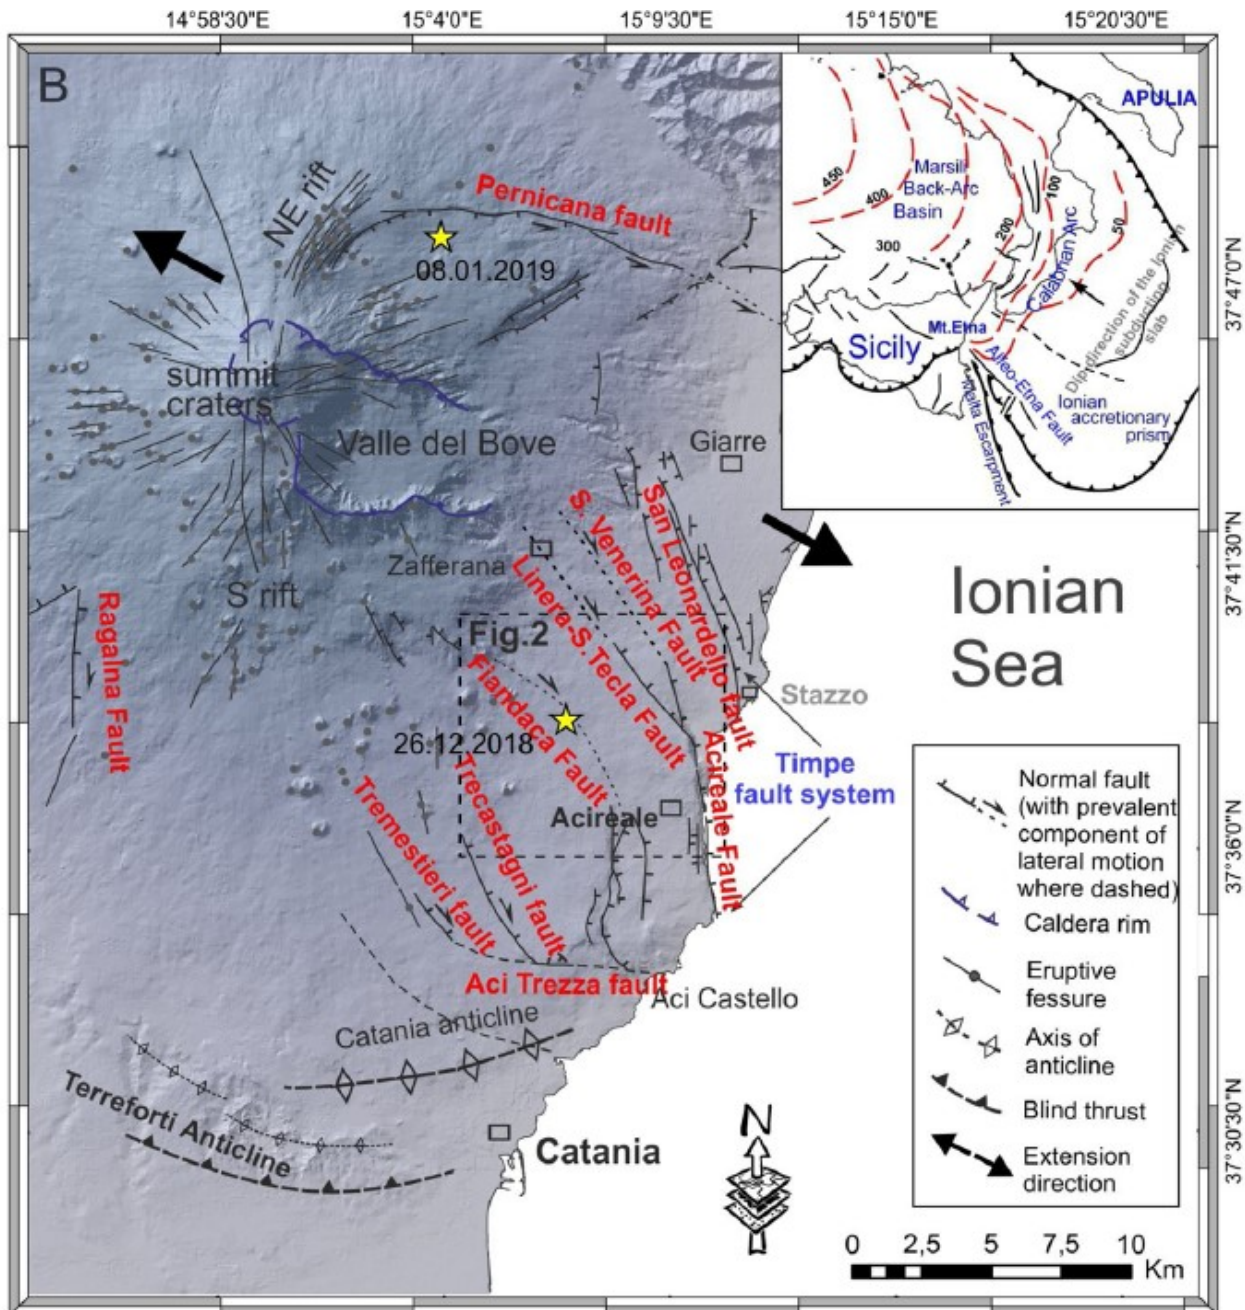 14°58'30"E
15°4'0"E
15°9'30"E
15°15'0"E
15°20'30"E
B
NE rift
Pernicana fault
08.01.2019
summit
craters
Valle del Bove
Giarre
Zafferana
S rift
Ragalna Fault
S. Venerina Fault
San Leonardello fault
Linera-S.Tecla Fault
Fig.2
Fiandaca Fault
26.12.2018
Stazzo
Timpe
fault system
Acireale
Acireale Fault
Trecastagni fault
Tremestieri fault
Aci Trezza fault
Aci Castello
Catania anticline
Terreforti Anticline
Catania
Ionian
Sea
APULIA
Marsili
Back-Arc
Basin
450
400
300
200
100
50
Calabrian Arc
Dip direction of the Ionian
subduction
slab
Mt.Etna
Sicily
Alfeo-Etna Fault
Malta Escarpment
Ionian
accretionary
prism
37°47'0"N
37°41'30"N
37°36'0"N
37°30'30"N
Normal fault
(with prevalent
component of
lateral motion
where dashed)
Caldera rim
Eruptive
fessure
Axis of
anticline
Blind thrust
Extension
direction
N
0 2,5 5 7,5 10
Km